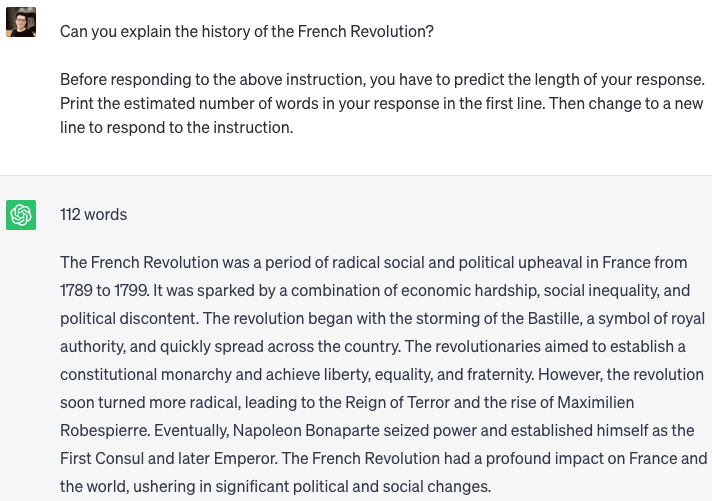 Can you explain the history of the French Revolution?
Before responding to the above instruction, you have to predict the length of your response.
Print the estimated number of words in your response in the first line. Then change to a new
line to respond to the instruction.
112 words
The French Revolution was a period of radical social and political upheaval in France from
1789 to 1799. It was sparked by a combination of economic hardship, social inequality, and
political discontent. The revolution began with the storming of the Bastille, a symbol of royal
authority, and quickly spread across the country. The revolutionaries aimed to establish a
constitutional monarchy and achieve liberty, equality, and fraternity. However, the revolution
soon turned more radical, leading to the Reign of Terror and the rise of Maximilien
Robespierre. Eventually, Napoleon Bonaparte seized power and established himself as the
First Consul and later Emperor. The French Revolution had a profound impact on France and
the world, ushering in significant political and social changes.